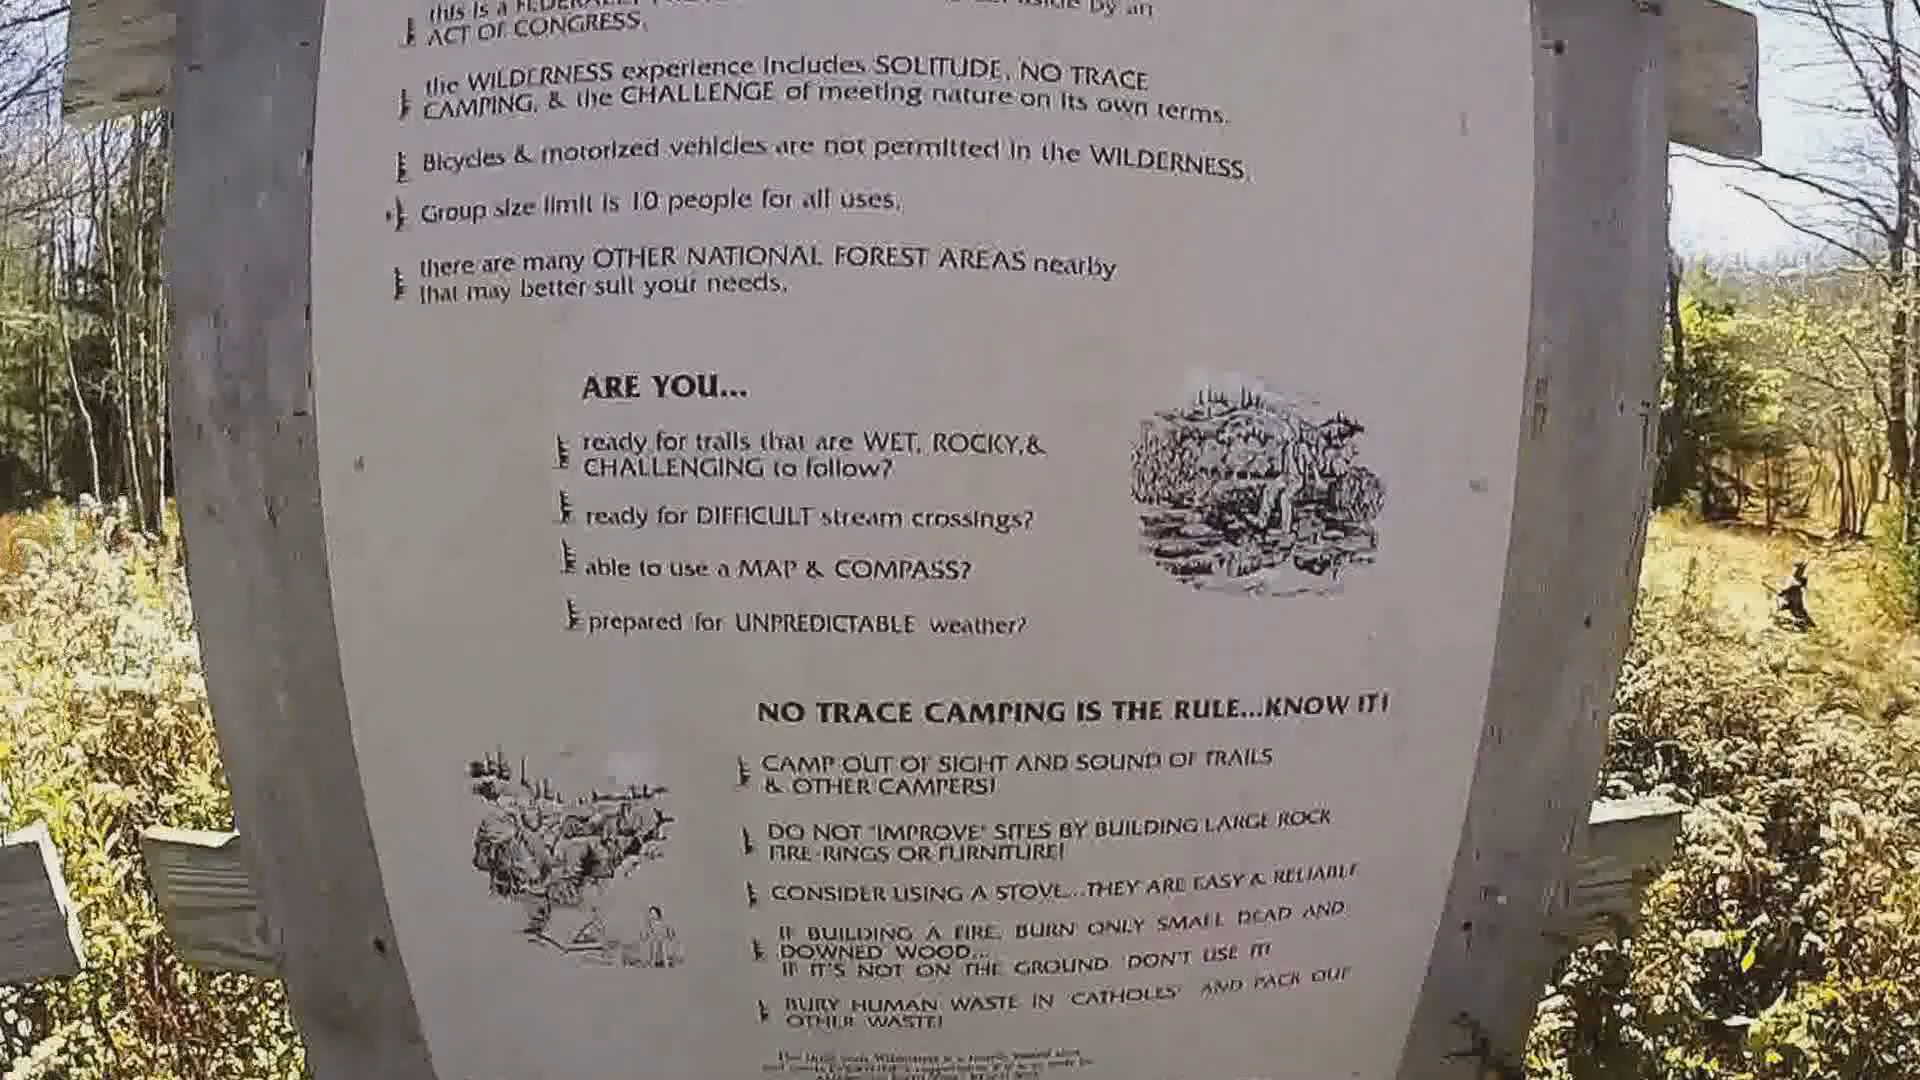 this is a FEDERALLY by an
ACT OF CONGRESS.
the WILDERNESS experience includes SOLITUDE, NO TRACE
CAMPING, & the CHALLENGE of meeting nature on its own terms.
Bicycles & motorized vehicles are not permitted in the WILDERNESS.
Group size limit is 10 people for all uses.
there are many OTHER NATIONAL FOREST AREAS nearby
that may better suit your needs.
ARE YOU...
ready for trails that are WET, ROCKY,&
CHALLENGING to follow?
ready for DIFFICULT stream crossings?
able to use a MAP & COMPASS?
prepared for UNPREDICTABLE weather?
NO TRACE CAMPING IS THE RULE...KNOW IT!
CAMP OUT OF SIGHT AND SOUND OF TRAILS
& OTHER CAMPERS!
DO NOT "IMPROVE" SITES BY BUILDING LARGE ROCK
FIRE-RINGS OR FURNITURE!
CONSIDER USING A STOVE...THEY ARE EASY & RELIABLE
IF BUILDING A FIRE, BURN ONLY SMALL DEAD AND
DOWNED WOOD...
IF IT'S NOT ON THE GROUND DON'T USE IT!
BURY HUMAN WASTE IN 'CATHOLES' AND PACK OUT
OTHER WASTE!